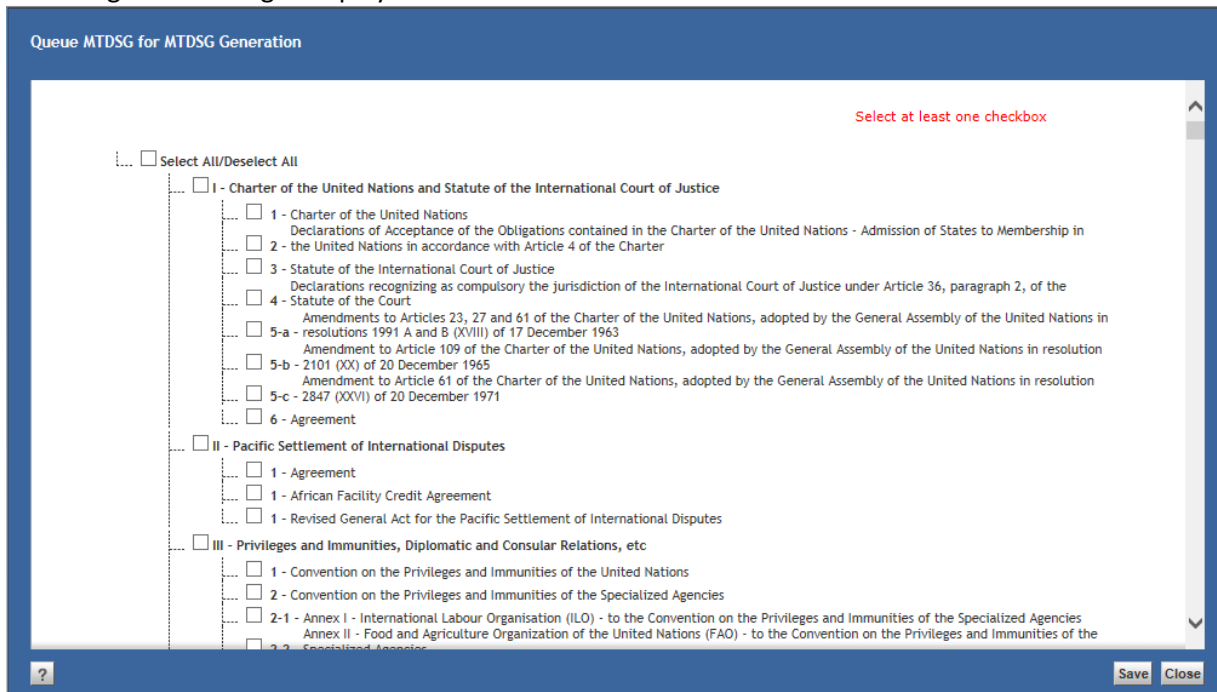 Queue MTDSG for MTDSG Generation
Select at least one checkbox
Select All/Deselect All
I - Charter of the United Nations and Statute of the International Court of Justice
1 - Charter of the United Nations
Declarations of Acceptance of the Obligations contained in the Charter of the United Nations - Admission of States to Membership in
2 - the United Nations in accordance with Article 4 of the Charter
3 - Statute of the International Court of Justice
Declarations recognizing as compulsory the jurisdiction of the International Court of Justice under Article 36, paragraph 2, of the
4 - Statute of the Court
Amendments to Articles 23, 27 and 61 of the Charter of the United Nations, adopted by the General Assembly of the United Nations in
5-a - resolutions 1991 A and B (XVIII) of 17 December 1963
Amendment to Article 109 of the Charter of the United Nations, adopted by the General Assembly of the United Nations in resolution
5-b - 2101 (XX) of 20 December 1965
Amendment to Article 61 of the Charter of the United Nations, adopted by the General Assembly of the United Nations in resolution
5-c - 2847 (XXVI) of 20 December 1971
6 - Agreement
II - Pacific Settlement of International Disputes
1 - Agreement
1 - African Facility Credit Agreement
1 - Revised General Act for the Pacific Settlement of International Disputes
III - Privileges and Immunities, Diplomatic and Consular Relations, etc
1 - Convention on the Privileges and Immunities of the United Nations
2 - Convention on the Privileges and Immunities of the Specialized Agencies
2-1 - Annex I - International Labour Organisation (ILO) - to the Convention on the Privileges and Immunities of the Specialized Agencies
Annex II - Food and Agriculture Organization of the United Nations (FAO) - to the Convention on the Privileges and Immunities of the
2-2 - Specialized Agencies
?
Save Close